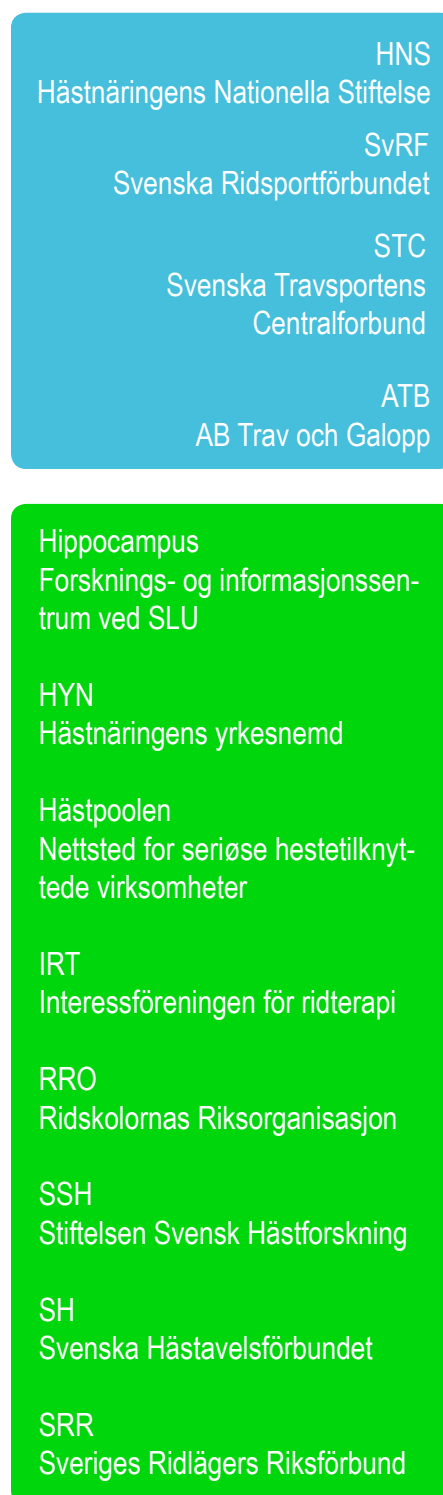 HNS
Hästnäringens Nationella Stiftelse
SvRF
Svenska Ridsportförbundet
STC
Svenska Travsportens
Centralforbund
ATB
AB Trav och Galopp
Hippocampus
Forsknings- og informasjonssen-
trum ved SLU
HYN
Hästnäringens yrkesnemd
Hästpoolen
Nettsted for seriøse hestetilknyt-
tede virksomheter
IRT
Interessföreningen för ridterapi
RRO
Ridskolornas Riksorganisasjon
SSH
Stiftelsen Svensk Hästforskning
SH
Svenska Hästavelsförbundet
SRR
Sveriges Ridlägers Riksförbund